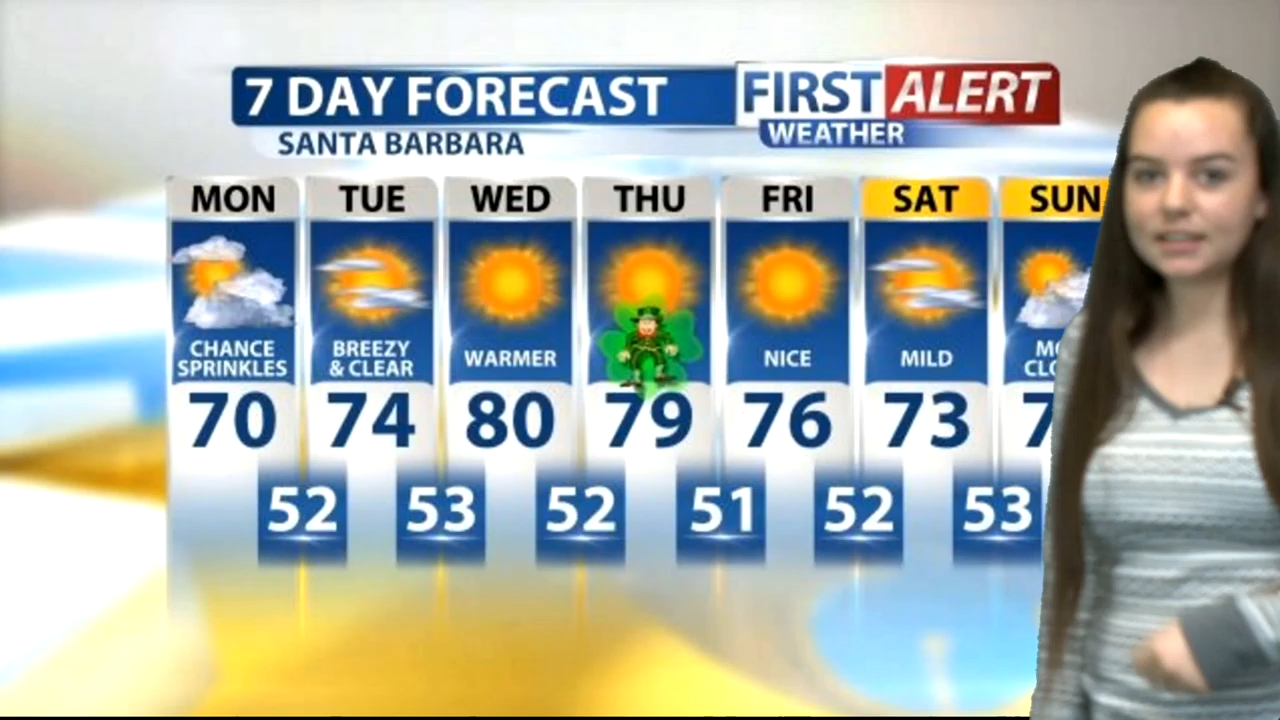 7 DAY FORECAST
FIRST ALERT
WEATHER
SANTA BARBARA
MON TUE WED THU FRI SAT SUN
CHANCE SPRINKLES
BREEZY & CLEAR
WARMER
NICE
MILD
70 74 80 79 76 73 7
52 53 52 51 52 53